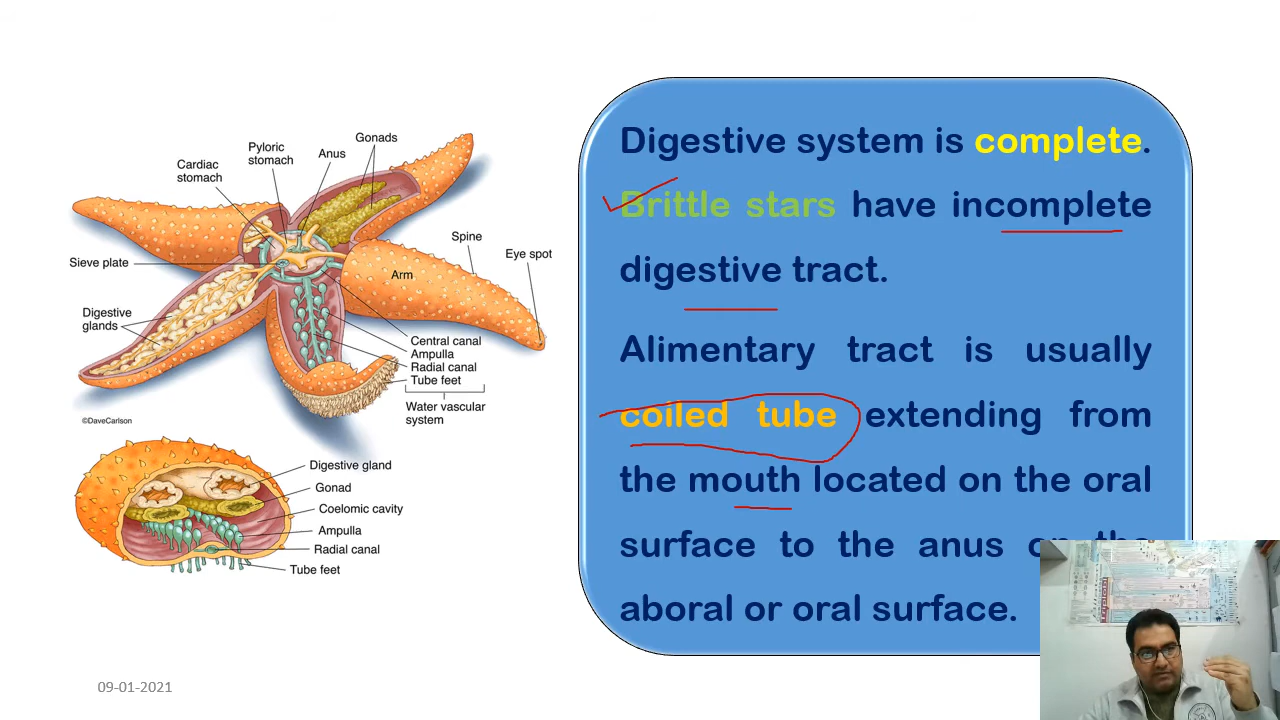 Gonads
Pyloric
stomach
Anus
Cardiac
stomach
Spine
Eye spot
Sieve plate
Arm
Digestive
glands
Central canal
Ampulla
Radial canal
Tube feet
Water vascular
system
©DaveCarlson
Digestive gland
Gonad
Coelomic cavity
Ampulla
Radial canal
Tube feet
Digestive system is complete.
Brittle stars have incomplete
digestive tract.
Alimentary tract is usually
coiled tube extending from
the mouth located on the oral
surface to the anus on the
aboral or oral surface.
09-01-2021